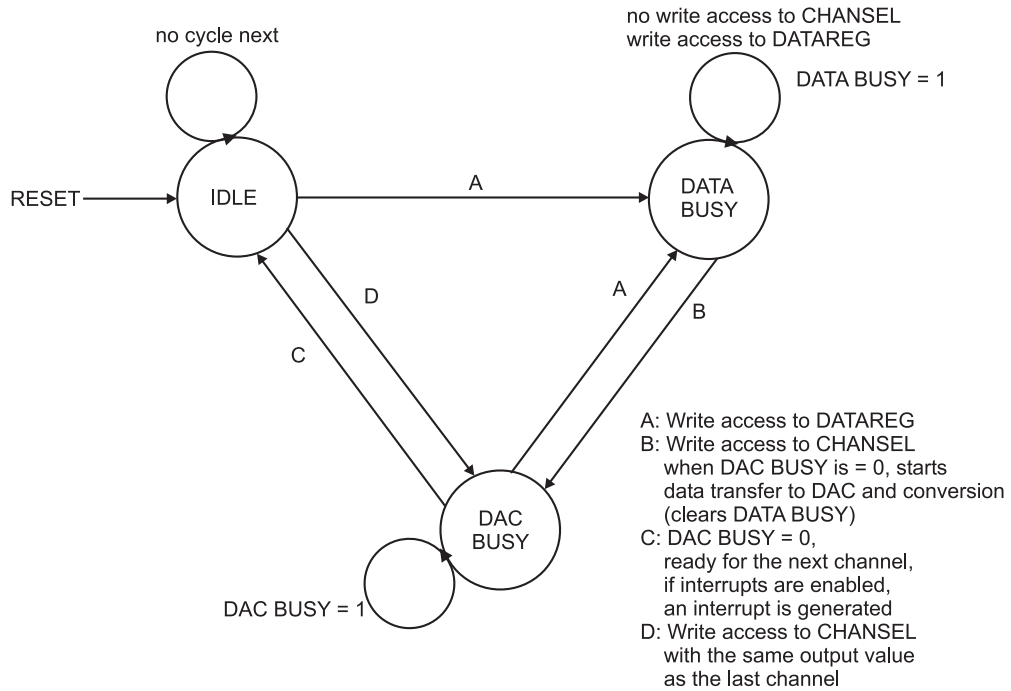 no cycle next
no write access to CHANSEL
write access to DATAREG
DATA BUSY = 1
RESET
IDLE
A
DATA
BUSY
D
A
C
B
A: Write access to DATAREG
B: Write access to CHANSEL
when DAC BUSY is = 0, starts
data transfer to DAC and conversion
(clears DATA BUSY)
C: DAC BUSY = 0,
ready for the next channel,
if interrupts are enabled,
an interrupt is generated
D: Write access to CHANSEL
with the same output value
as the last channel
DAC
BUSY
DAC BUSY = 1